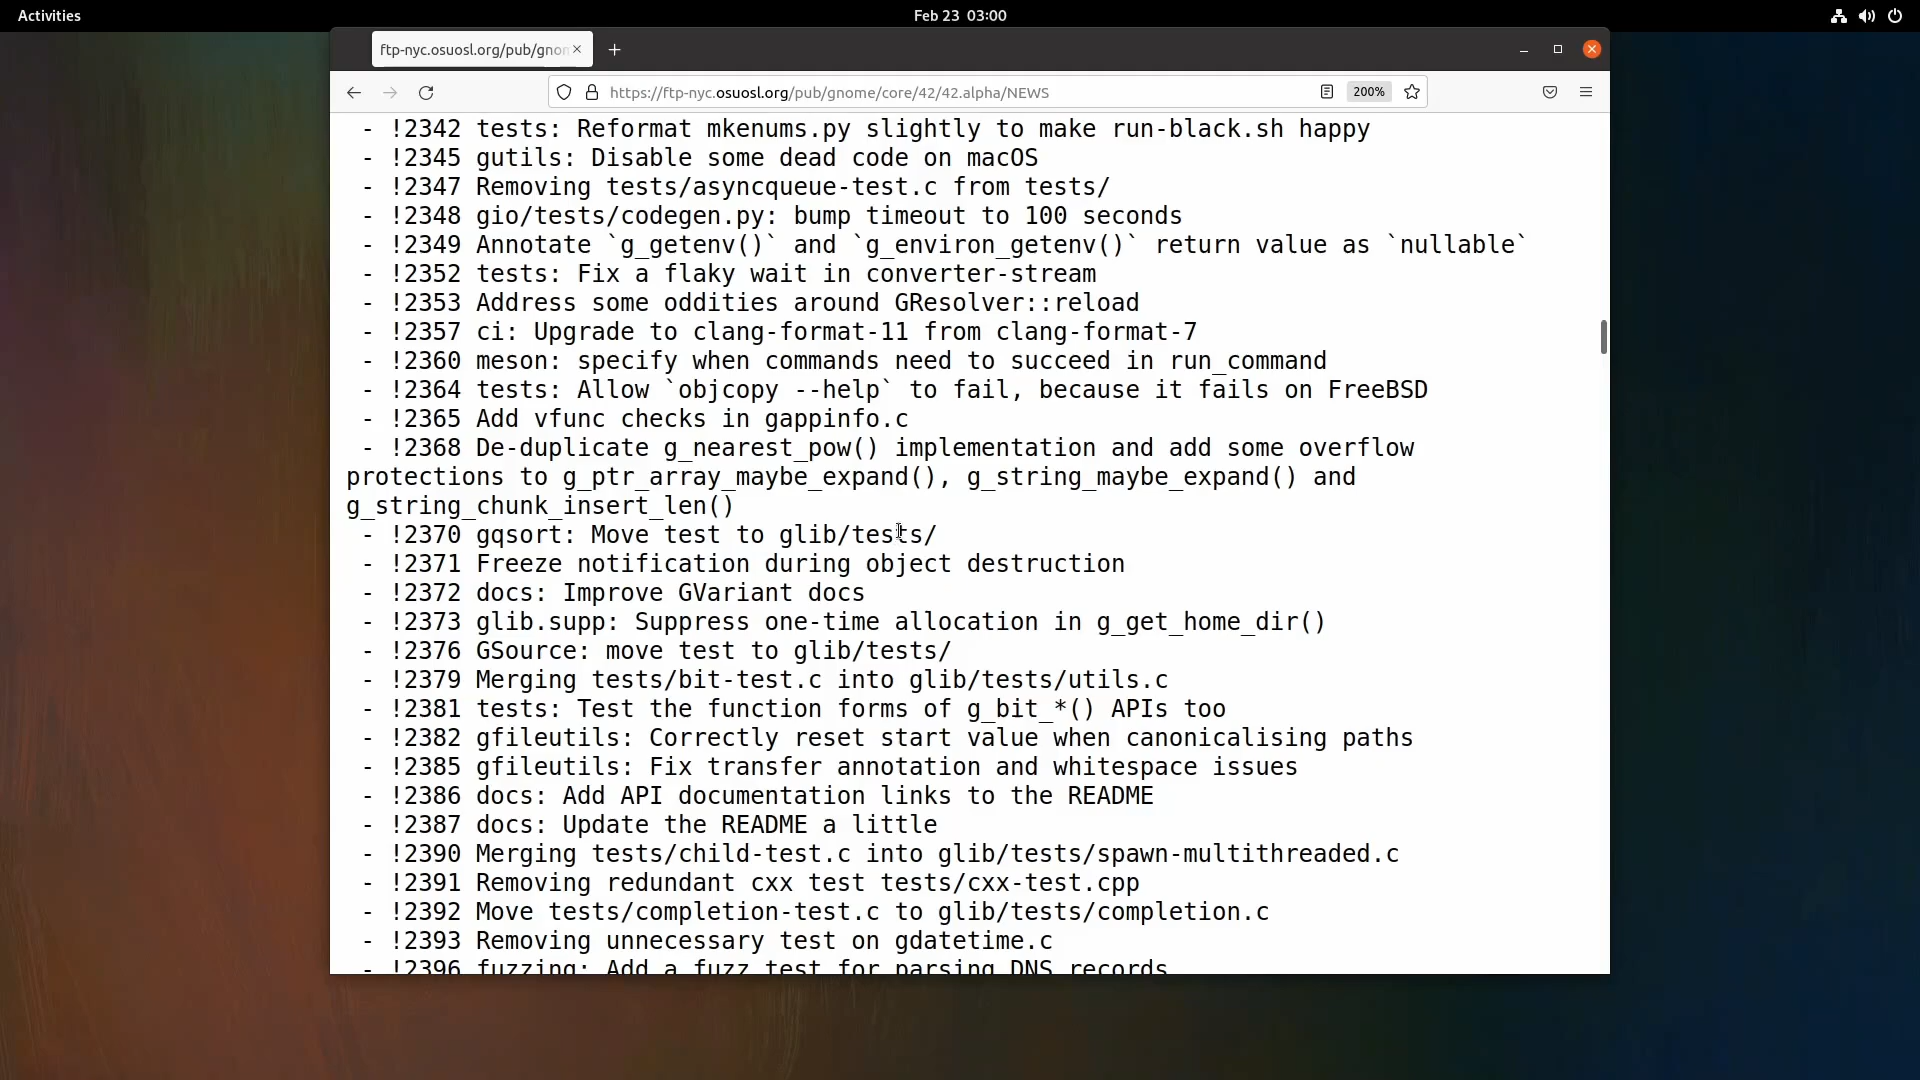 Activities
Feb 23 03:00
ftp-nyc.osuosl.org/pub/gnom
https://ftp-nyc.osuosl.org/pub/gnome/core/42/42.alpha/NEWS
200%
- !2342 tests: Reformat mkenums.py slightly to make run-black.sh happy
- !2345 gutils: Disable some dead code on macOS
- !2347 Removing tests/asyncqueue-test.c from tests/
- !2348 gio/tests/codegen.py: bump timeout to 100 seconds
- !2349 Annotate `g_getenv()` and `g_environ_getenv()` return value as `nullable`
- !2352 tests: Fix a flaky wait in converter-stream
- !2353 Address some oddities around GResolver::reload
- !2357 ci: Upgrade to clang-format-11 from clang-format-7
- !2360 meson: specify when commands need to succeed in run_command
- !2364 tests: Allow `objcopy --help` to fail, because it fails on FreeBSD
- !2365 Add vfunc checks in gappinfo.c
- !2368 De-duplicate g_nearest_pow() implementation and add some overflow
protections to g_ptr_array_maybe_expand(), g_string_maybe_expand() and
g_string_chunk_insert_len()
- !2370 gqsort: Move test to glib/tests/
- !2371 Freeze notification during object destruction
- !2372 docs: Improve GVariant docs
- !2373 glib.supp: Suppress one-time allocation in g_get_home_dir()
- !2376 GSource: move test to glib/tests/
- !2379 Merging tests/bit-test.c into glib/tests/utils.c
- !2381 tests: Test the function forms of g_bit_*() APIs too
- !2382 gfileutils: Correctly reset start value when canonicalising paths
- !2385 gfileutils: Fix transfer annotation and whitespace issues
- !2386 docs: Add API documentation links to the README
- !2387 docs: Update the README a little
- !2390 Merging tests/child-test.c into glib/tests/spawn-multithreaded.c
- !2391 Removing redundant cxx test tests/cxx-test.cpp
- !2392 Move tests/completion-test.c to glib/tests/completion.c
- !2393 Removing unnecessary test on gdatetime.c
- !2396 fuzzing: Add a fuzz test for parsing DNS records